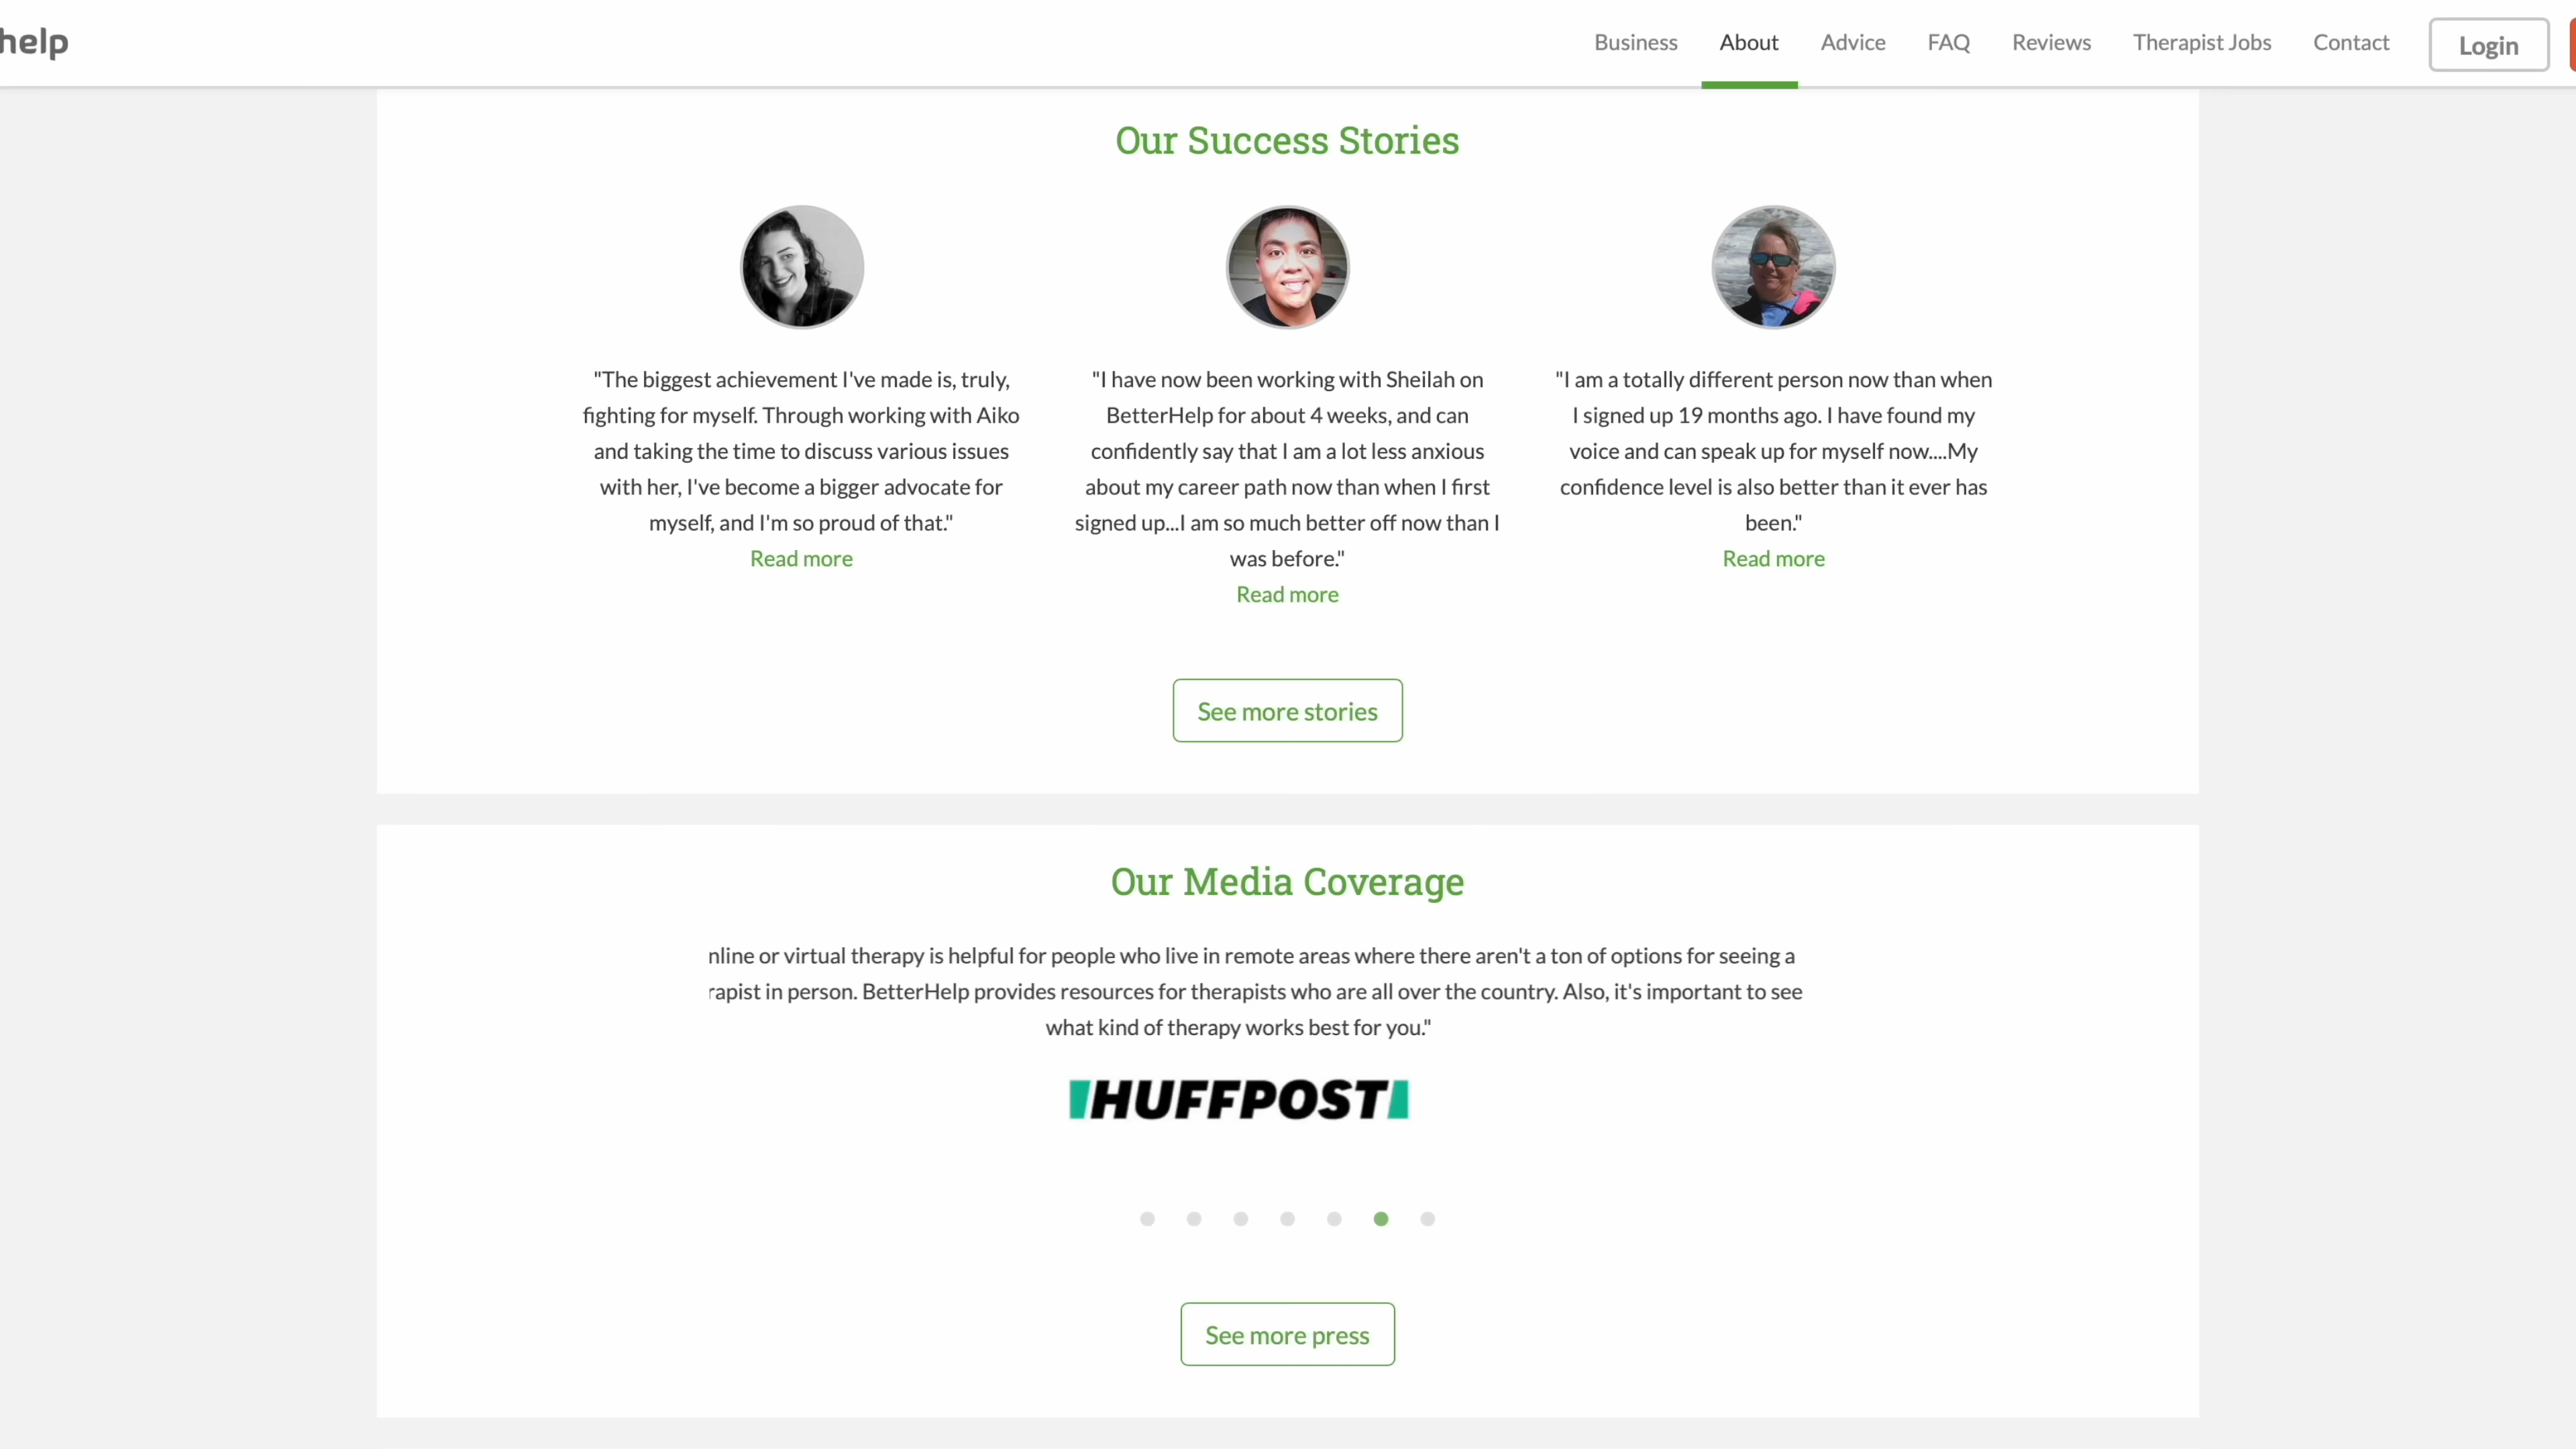 help
Business About Advice FAQ Reviews Therapist Jobs Contact Login
Our Success Stories
"The biggest achievement I've made is, truly,
fighting for myself. Through working with Aiko
and taking the time to discuss various issues
with her, I've become a bigger advocate for
myself, and I'm so proud of that."
Read more
"I have now been working with Sheilah on
BetterHelp for about 4 weeks, and can
confidently say that I am a lot less anxious
about my career path now than when I first
signed up...I am so much better off now than I
was before."
Read more
"I am a totally different person now than when
I signed up 19 months ago. I have found my
voice and can speak up for myself now....My
confidence level is also better than it ever has
been."
Read more
See more stories
Our Media Coverage
nline or virtual therapy is helpful for people who live in remote areas where there aren't a ton of options for seeing a
rapist in person. BetterHelp provides resources for therapists who are all over the country. Also, it's important to see
what kind of therapy works best for you."
HUFFPOST
See more press